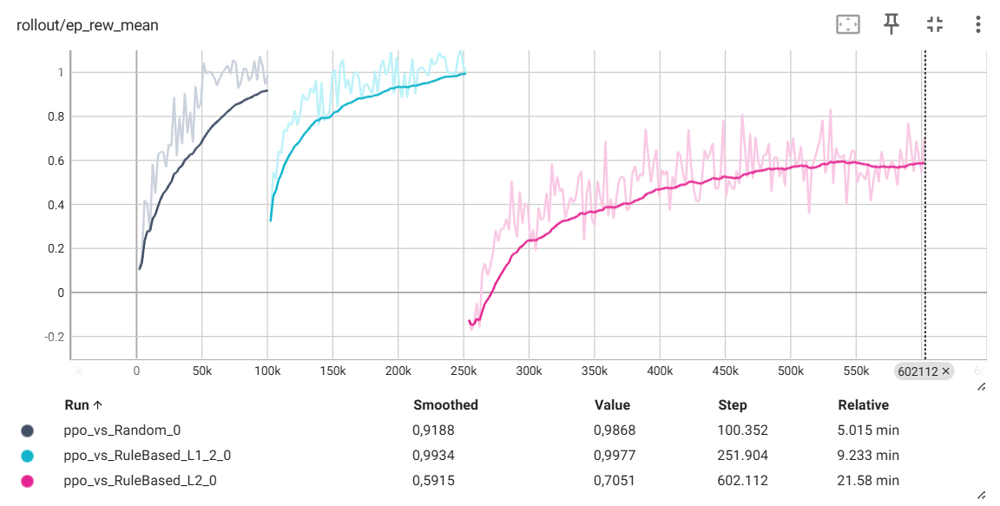 rollout/ep_rew_mean
1
0.8
0.6
0.4
0.2
0
-0.2
0 50k 100k 150k 200k 250k 300k 350k 400k 450k 500k 550k 602112 ×
Run ↑ Smoothed Value Step Relative
ppo_vs_Random_0 0,9188 0,9868 100.352 5.015 min
ppo_vs_RuleBased_L1_2_0 0,9934 0,9977 251.904 9.233 min
ppo_vs_RuleBased_L2_0 0,5915 0,7051 602.112 21.58 min